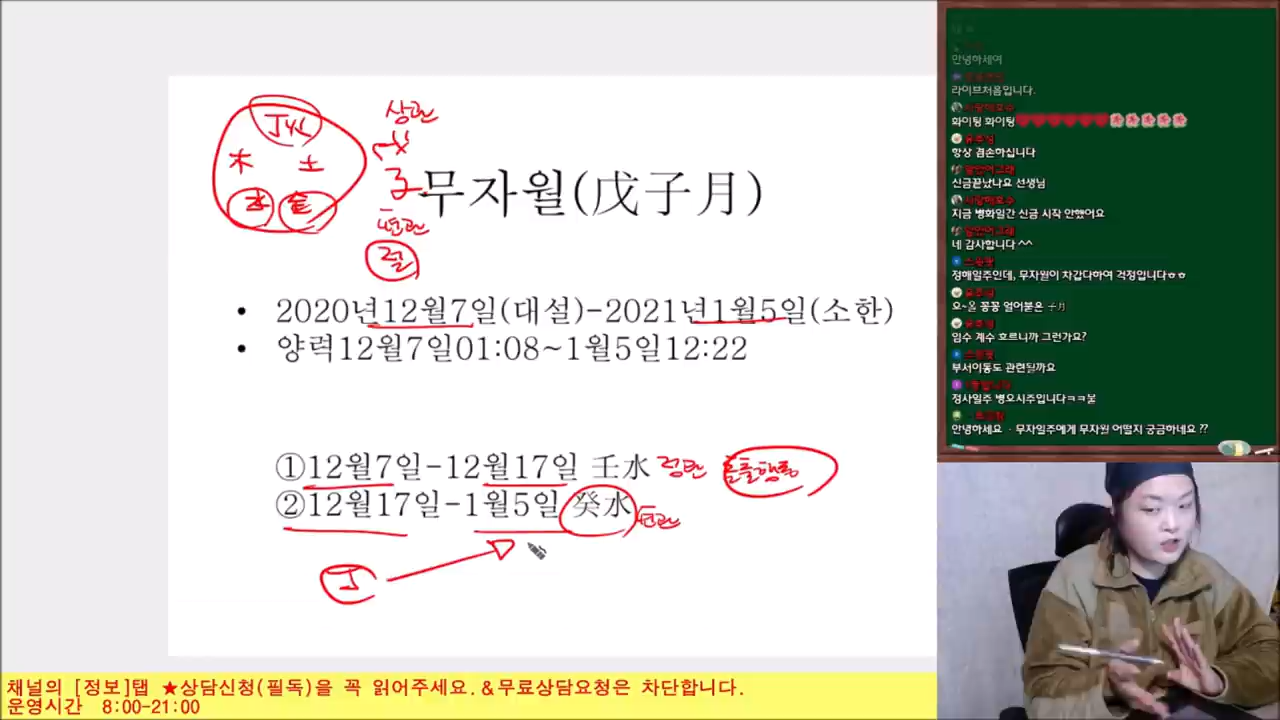 상관
戊
子
편관
절
木 土
무자월(戊子月)
• 2020년12월7일(대설)-2021년1월5일(소한)
• 양력12월7일01:08~1월5일12:22
①12월7일-12월17일 壬水 정관 돌돌행동
②12월17일-1월5일 癸水 편관
丁
안녕하세여
라이브처음입니다.
화이팅 화이팅
항상 겸손하십니다
신금끝났나요 선생님
지금 병화일간 신금 시작 안했어요
네 감사합니다 ^^
정해일주인데, 무자월이 차갑다하여 걱정입니다ㅎㅎ
오~올 꽁꽁 얼어붙은 子月
임수 계수 흐르니까 그런가요?
부서이동도 관련될까요
정사일주 병오시주입니다ㅋㅋ불
안녕하세요 무자일주에게 무자월 어떨지 궁금하네요 ??
채널의 [정보]탭 ★상담신청(필독)을 꼭 읽어주세요.&무료상담요청은 차단합니다.
운영시간 8:00-21:00